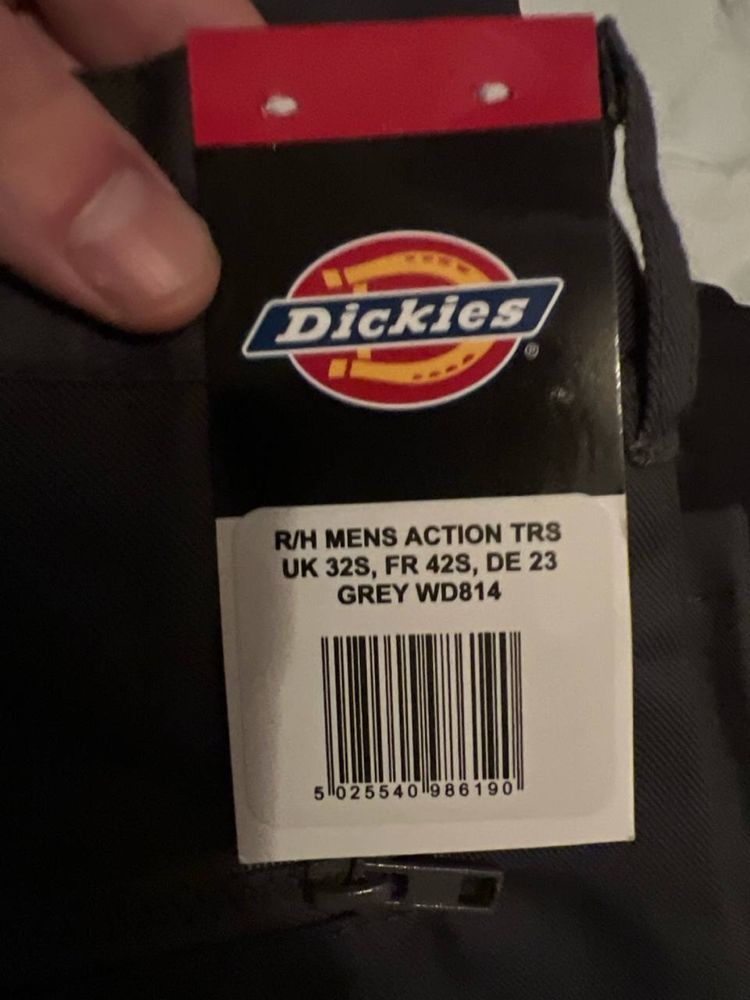 Dickies
®
R/H MENS ACTION TRS
UK 32S, FR 42S, DE 23
GREY WD814
5 025540 986190